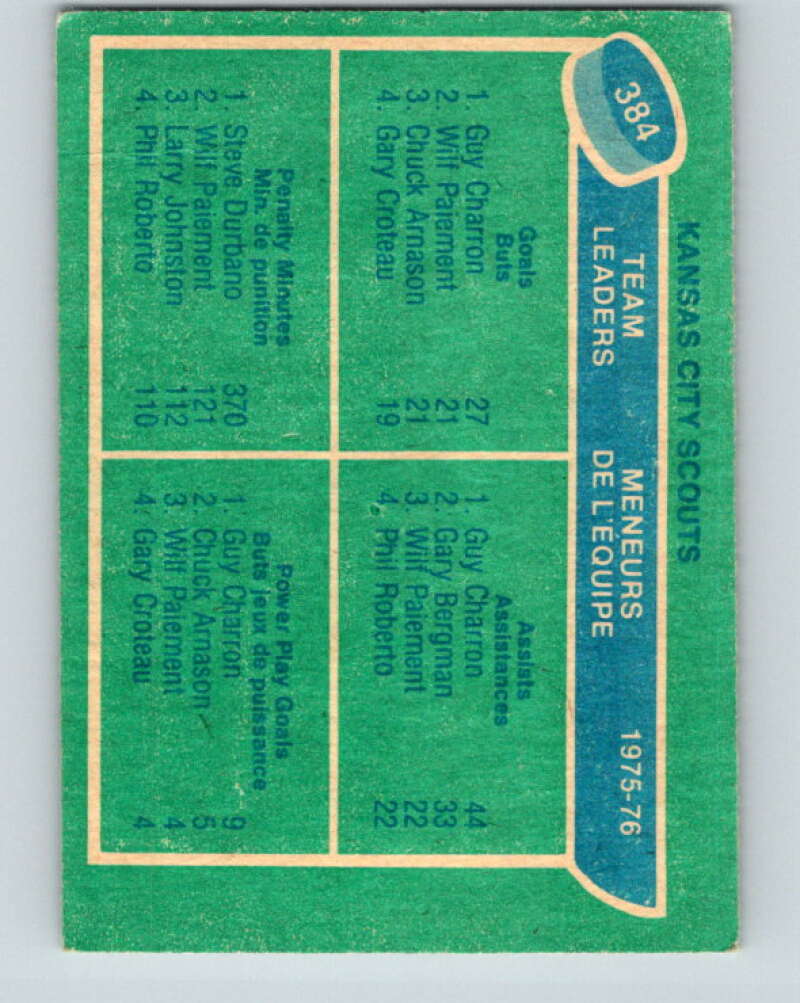 KANSAS CITY SCOUTS
384
TEAM LEADERS
MENEURS DE L'EQUIPE
1975-76
Goals
Buts
1. Guy Charron 27
2. Wilf Paiement 21
3. Chuck Arnason 21
4. Gary Croteau 19
Assists
Assistances
1. Guy Charron 44
2. Gary Bergman 33
3. Wilf Paiement 22
4. Phil Roberto 22
Penalty Minutes
Min. de punition
1. Steve Durbano 370
2. Wilf Paiement 121
3. Larry Johnston 112
4. Phil Roberto 110
Power Play Goals
Buts jeux de puissance
1. Guy Charron 9
2. Chuck Arnason 5
3. Wilf Paiement 4
4. Gary Croteau 4